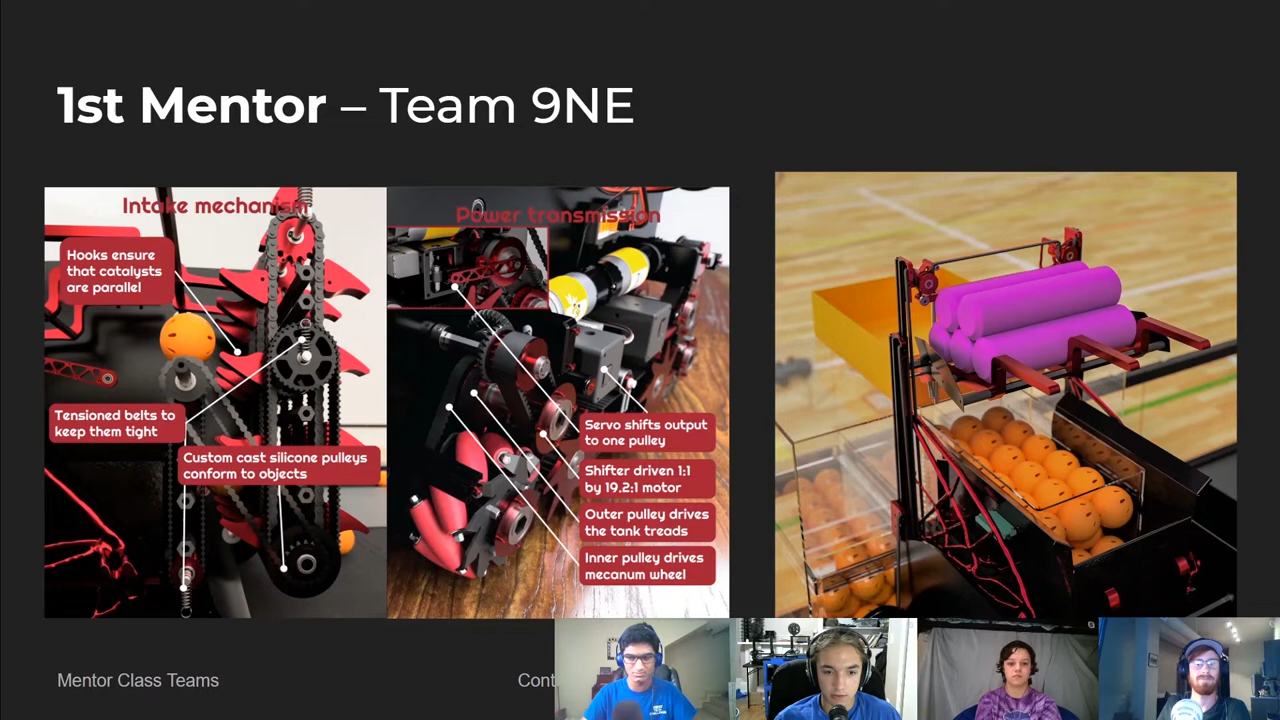 1st Mentor – Team 9NE
Intake mechanism
Hooks ensure
that catalysts
are parallel
Tensioned belts to
keep them tight
Custom cast silicone pulleys
conform to objects
Power transmission
Servo shifts output
to one pulley
Shifter driven 1:1
by 19.2:1 motor
Outer pulley drives
the tank treads
Inner pulley drives
mecanum wheel
Mentor Class Teams
Cont